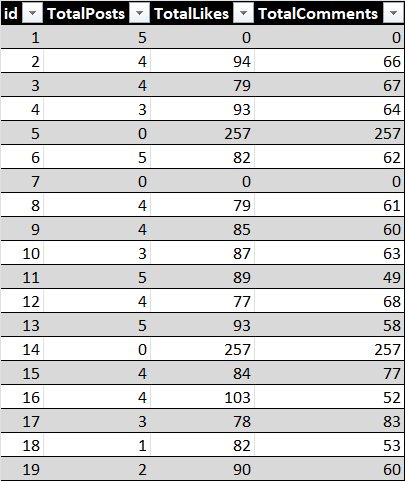 id TotalPosts TotalLikes TotalComments
1 5 0 0
2 4 94 66
3 4 79 67
4 3 93 64
5 0 257 257
6 5 82 62
7 0 0 0
8 4 79 61
9 4 85 60
10 3 87 63
11 5 89 49
12 4 77 68
13 5 93 58
14 0 257 257
15 4 84 77
16 4 103 52
17 3 78 83
18 1 82 53
19 2 90 60